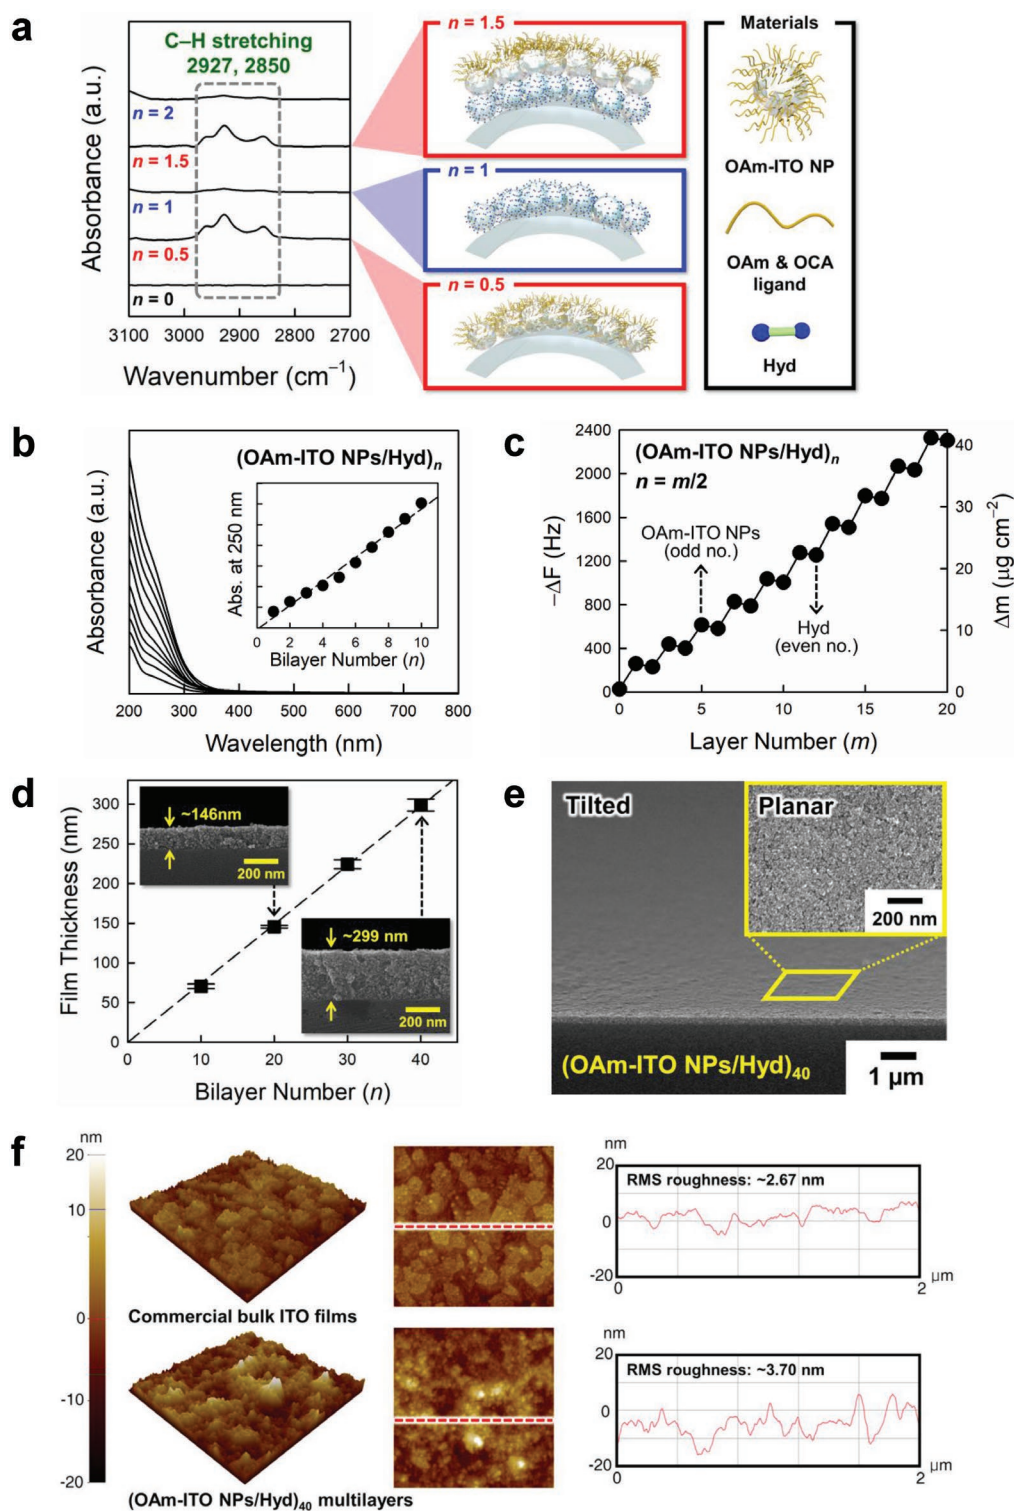 a
Absorbance (a.u.)
C–H stretching
2927, 2850
n = 2
n = 1.5
n = 1
n = 0.5
n = 0
3100 3000 2900 2800 2700
Wavenumber (cm−1)
n = 1.5
n = 1
n = 0.5
Materials
OAm-ITO NP
OAm & OCA
ligand
Hyd
b
Absorbance (a.u.)
(OAm-ITO NPs/Hyd)n
Abs. at 250 nm
0 2 4 6 8 10
Bilayer Number (n)
200 300 400 500 600 700 800
Wavelength (nm)
c
−ΔF (Hz)
2400
2000
1600
1200
800
400
0
(OAm-ITO NPs/Hyd)n
n = m/2
OAm-ITO NPs
(odd no.)
Hyd
(even no.)
40
30
20
10
0
Δm (μg cm−2)
0 5 10 15 20
Layer Number (m)
d
Film Thickness (nm)
300
250
200
150
100
50
0
~146nm
200 nm
~299 nm
200 nm
10 20 30 40
Bilayer Number (n)
e
Tilted
Planar
200 nm
(OAm-ITO NPs/Hyd)40
1 μm
f
nm
20
10
0
-10
-20
Commercial bulk ITO films
(OAm-ITO NPs/Hyd)40 multilayers
nm
20
0
-20
RMS roughness: ~2.67 nm
0 2
μm
nm
20
0
-20
RMS roughness: ~3.70 nm
0 2
μm